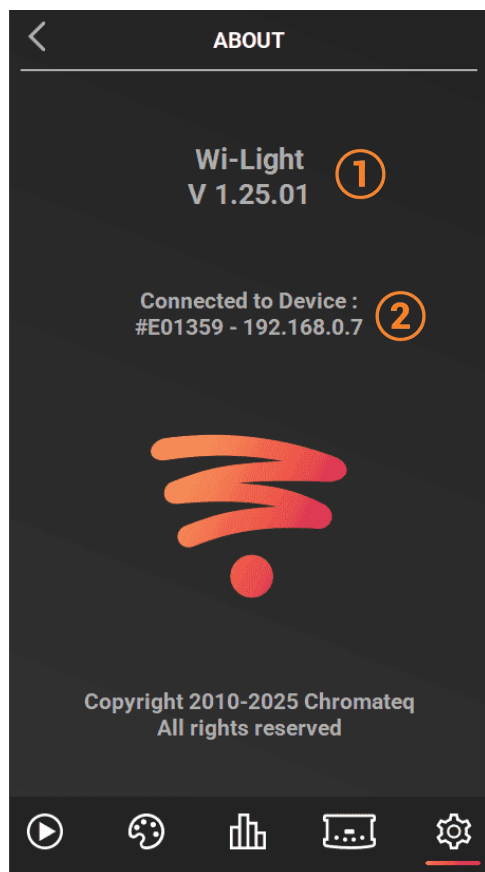 ABOUT
Wi-Light
V 1.25.01
1
Connected to Device :
#E01359 - 192.168.0.7
2
Copyright 2010-2025 Chromateq
All rights reserved